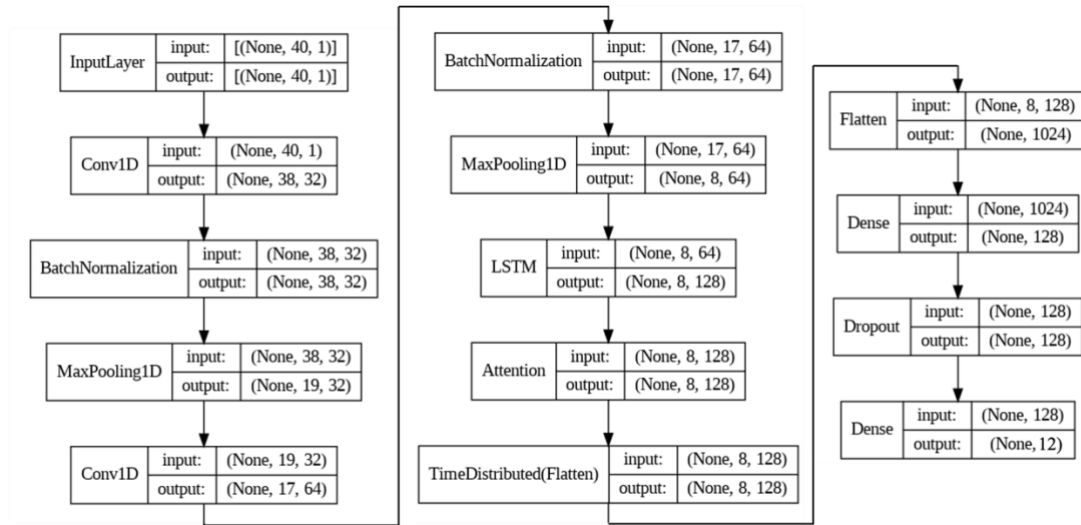 InputLayer
input: [(None, 40, 1)]
output: [(None, 40, 1)]
Conv1D
input: (None, 40, 1)
output: (None, 38, 32)
BatchNormalization
input: (None, 38, 32)
output: (None, 38, 32)
MaxPooling1D
input: (None, 38, 32)
output: (None, 19, 32)
Conv1D
input: (None, 19, 32)
output: (None, 17, 64)
BatchNormalization
input: (None, 17, 64)
output: (None, 17, 64)
MaxPooling1D
input: (None, 17, 64)
output: (None, 8, 64)
LSTM
input: (None, 8, 64)
output: (None, 8, 128)
Attention
input: (None, 8, 128)
output: (None, 8, 128)
TimeDistributed(Flatten)
input: (None, 8, 128)
output: (None, 8, 128)
Flatten
input: (None, 8, 128)
output: (None, 1024)
Dense
input: (None, 1024)
output: (None, 128)
Dropout
input: (None, 128)
output: (None, 128)
Dense
input: (None, 128)
output: (None, 12)